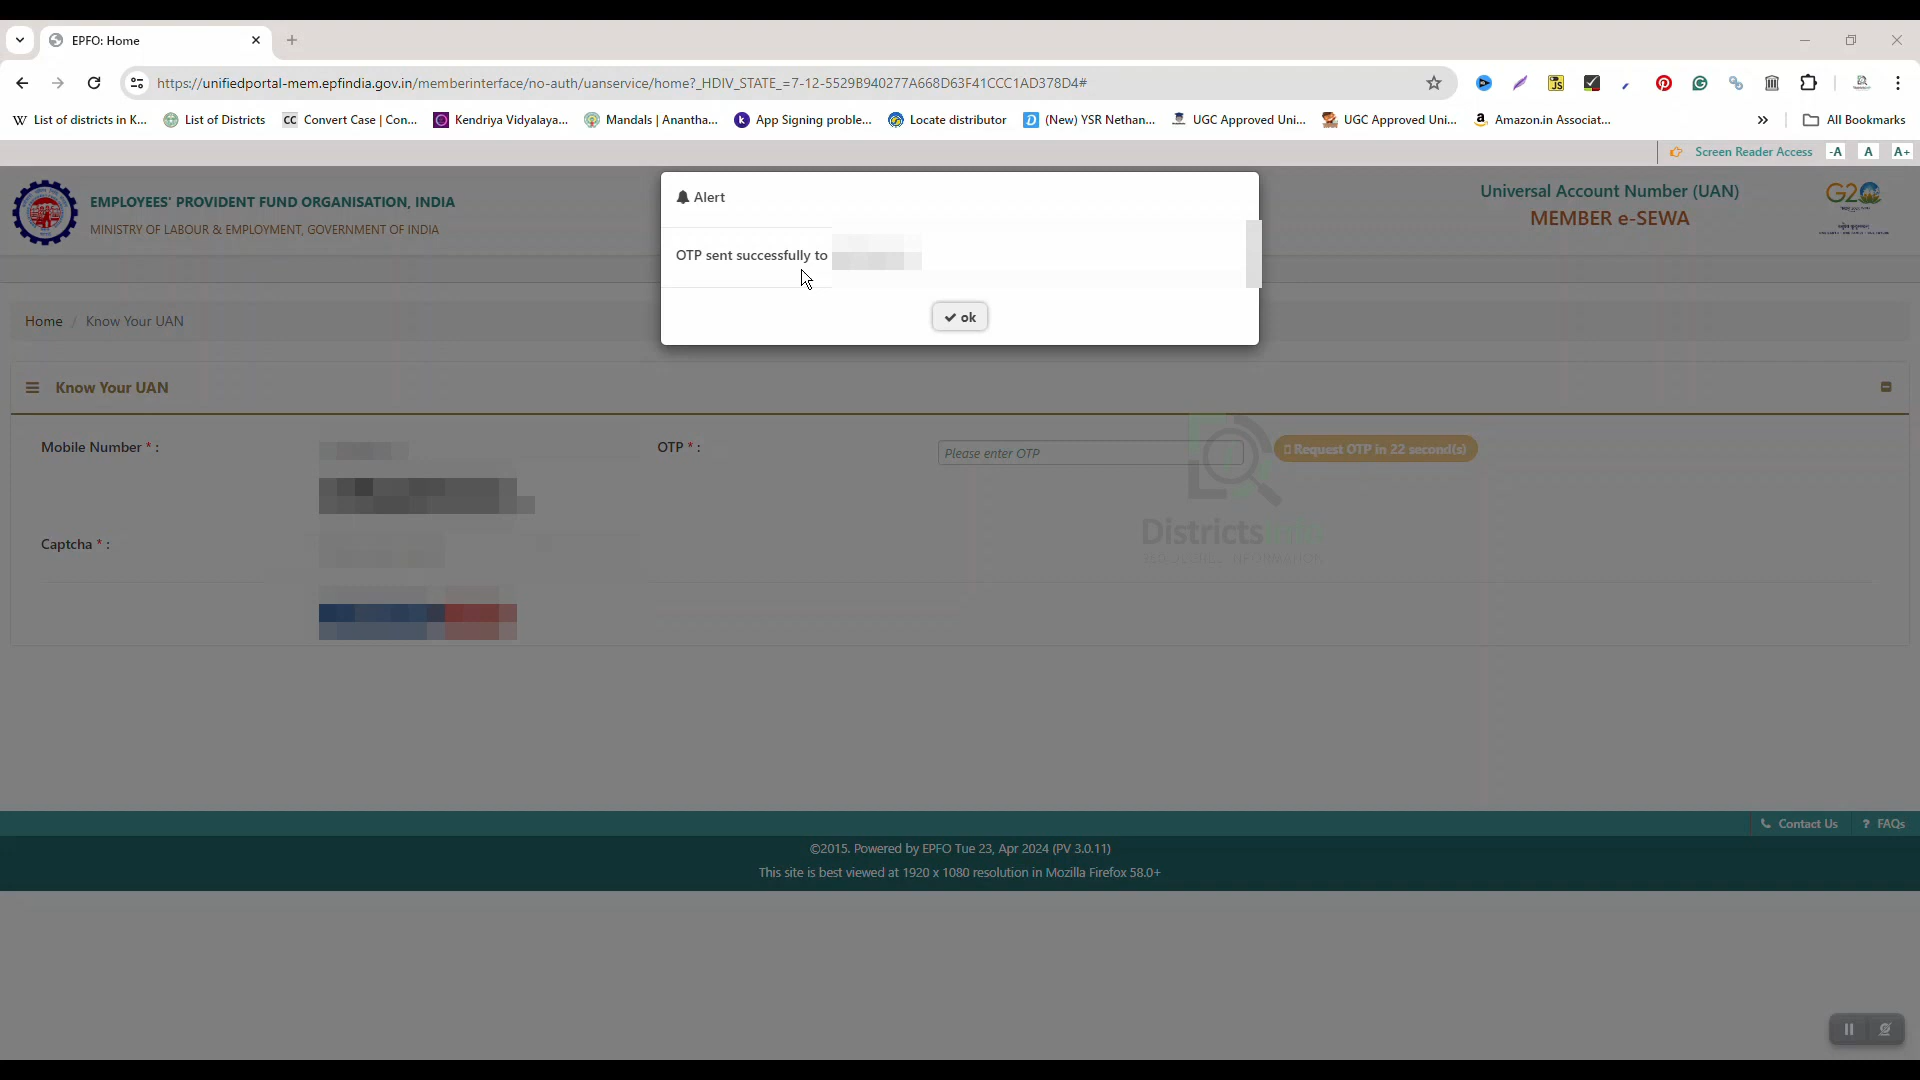 EPFO: Home
https://unifiedportal-mem.epfindia.gov.in/memberinterface/no-auth/uanservice/home?_HDIV_STATE_=7-12-5529B940277A668D63F41CCC1AD378D4#
List of districts in K... List of Districts CC Convert Case | Con... Kendriya Vidyalaya... Mandals | Anantha... App Signing proble... Locate distributor (New) YSR Nethan... UGC Approved Uni... UGC Approved Uni... Amazon.in Associat... » All Bookmarks
Screen Reader Access -A A A+
EMPLOYEES' PROVIDENT FUND ORGANISATION, INDIA
MINISTRY OF LABOUR & EMPLOYMENT, GOVERNMENT OF INDIA
Universal Account Number (UAN)
MEMBER e-SEWA
G20
Alert
OTP sent successfully to
ok
Home / Know Your UAN
Know Your UAN
Mobile Number * :
OTP * :
Please enter OTP
Request OTP in 22 second(s)
Captcha * :
DistrictsInfo
360 DEGREE INFORMATION
Contact Us ? FAQs
©2015. Powered by EPFO Tue 23, Apr 2024 (PV 3.0.11)
This site is best viewed at 1920 x 1080 resolution in Mozilla Firefox 58.0+